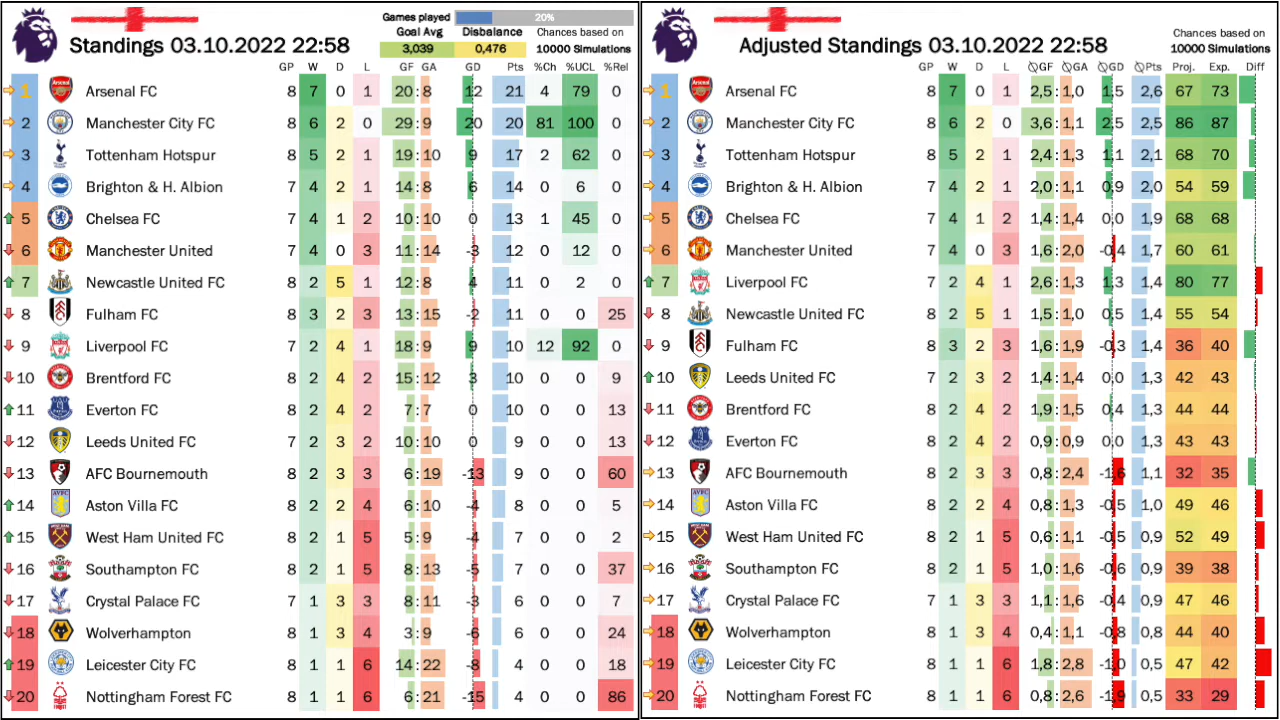 Games played 20%
Goal Avg Disbalance Chances based on
Standings 03.10.2022 22:58 3,039 0,476 10000 Simulations
GP W D L GF GA GD Pts %Ch %UCL %Rel
1 Arsenal FC 8 7 0 1 20 : 8 12 21 4 79 0
2 Manchester City FC 8 6 2 0 29 : 9 20 20 81 100 0
3 Tottenham Hotspur 8 5 2 1 19 : 10 9 17 2 62 0
4 Brighton & H. Albion 7 4 2 1 14 : 8 6 14 0 6 0
5 Chelsea FC 7 4 1 2 10 : 10 0 13 1 45 0
6 Manchester United 7 4 0 3 11 : 14 -3 12 0 12 0
7 Newcastle United FC 8 2 5 1 12 : 8 4 11 0 2 0
8 Fulham FC 8 3 2 3 13 : 15 -2 11 0 0 25
9 Liverpool FC 7 2 4 1 18 : 9 9 10 12 92 0
10 Brentford FC 8 2 4 2 15 : 12 3 10 0 0 9
11 Everton FC 8 2 4 2 7 : 7 0 10 0 0 13
12 Leeds United FC 7 2 3 2 10 : 10 0 9 0 0 13
13 AFC Bournemouth 8 2 3 3 6 : 19 -13 9 0 0 60
14 Aston Villa FC 8 2 2 4 6 : 10 -4 8 0 0 5
15 West Ham United FC 8 2 1 5 5 : 9 -4 7 0 0 2
16 Southampton FC 8 2 1 5 8 : 13 -5 7 0 0 37
17 Crystal Palace FC 7 1 3 3 8 : 11 -3 6 0 0 7
18 Wolverhampton 8 1 3 4 3 : 9 -6 6 0 0 24
19 Leicester City FC 8 1 1 6 14 : 22 -8 4 0 0 18
20 Nottingham Forest FC 8 1 1 6 6 : 21 -15 4 0 0 86
Chances based on
Adjusted Standings 03.10.2022 22:58 10000 Simulations
GP W D L ∅GF ∅GA ∅GD ∅Pts Proj. Exp. Diff
1 Arsenal FC 8 7 0 1 2,5 : 1,0 1,5 2,6 67 73
2 Manchester City FC 8 6 2 0 3,6 : 1,1 2,5 2,5 86 87
3 Tottenham Hotspur 8 5 2 1 2,4 : 1,3 1,1 2,1 68 70
4 Brighton & H. Albion 7 4 2 1 2,0 : 1,1 0,9 2,0 54 59
5 Chelsea FC 7 4 1 2 1,4 : 1,4 0,0 1,9 68 68
6 Manchester United 7 4 0 3 1,6 : 2,0 -0,4 1,7 60 61
7 Liverpool FC 7 2 4 1 2,6 : 1,3 1,3 1,4 80 77
8 Newcastle United FC 8 2 5 1 1,5 : 1,0 0,5 1,4 55 54
9 Fulham FC 8 3 2 3 1,6 : 1,9 -0,3 1,4 36 40
10 Leeds United FC 7 2 3 2 1,4 : 1,4 0,0 1,3 42 43
11 Brentford FC 8 2 4 2 1,9 : 1,5 0,4 1,3 44 44
12 Everton FC 8 2 4 2 0,9 : 0,9 0,0 1,3 43 43
13 AFC Bournemouth 8 2 3 3 0,8 : 2,4 -1,6 1,1 32 35
14 Aston Villa FC 8 2 2 4 0,8 : 1,3 -0,5 1,0 49 46
15 West Ham United FC 8 2 1 5 0,6 : 1,1 -0,5 0,9 52 49
16 Southampton FC 8 2 1 5 1,0 : 1,6 -0,6 0,9 39 38
17 Crystal Palace FC 7 1 3 3 1,1 : 1,6 -0,4 0,9 47 46
18 Wolverhampton 8 1 3 4 0,4 : 1,1 -0,8 0,8 44 40
19 Leicester City FC 8 1 1 6 1,8 : 2,8 -1,0 0,5 47 42
20 Nottingham Forest FC 8 1 1 6 0,8 : 2,6 -1,9 0,5 33 29